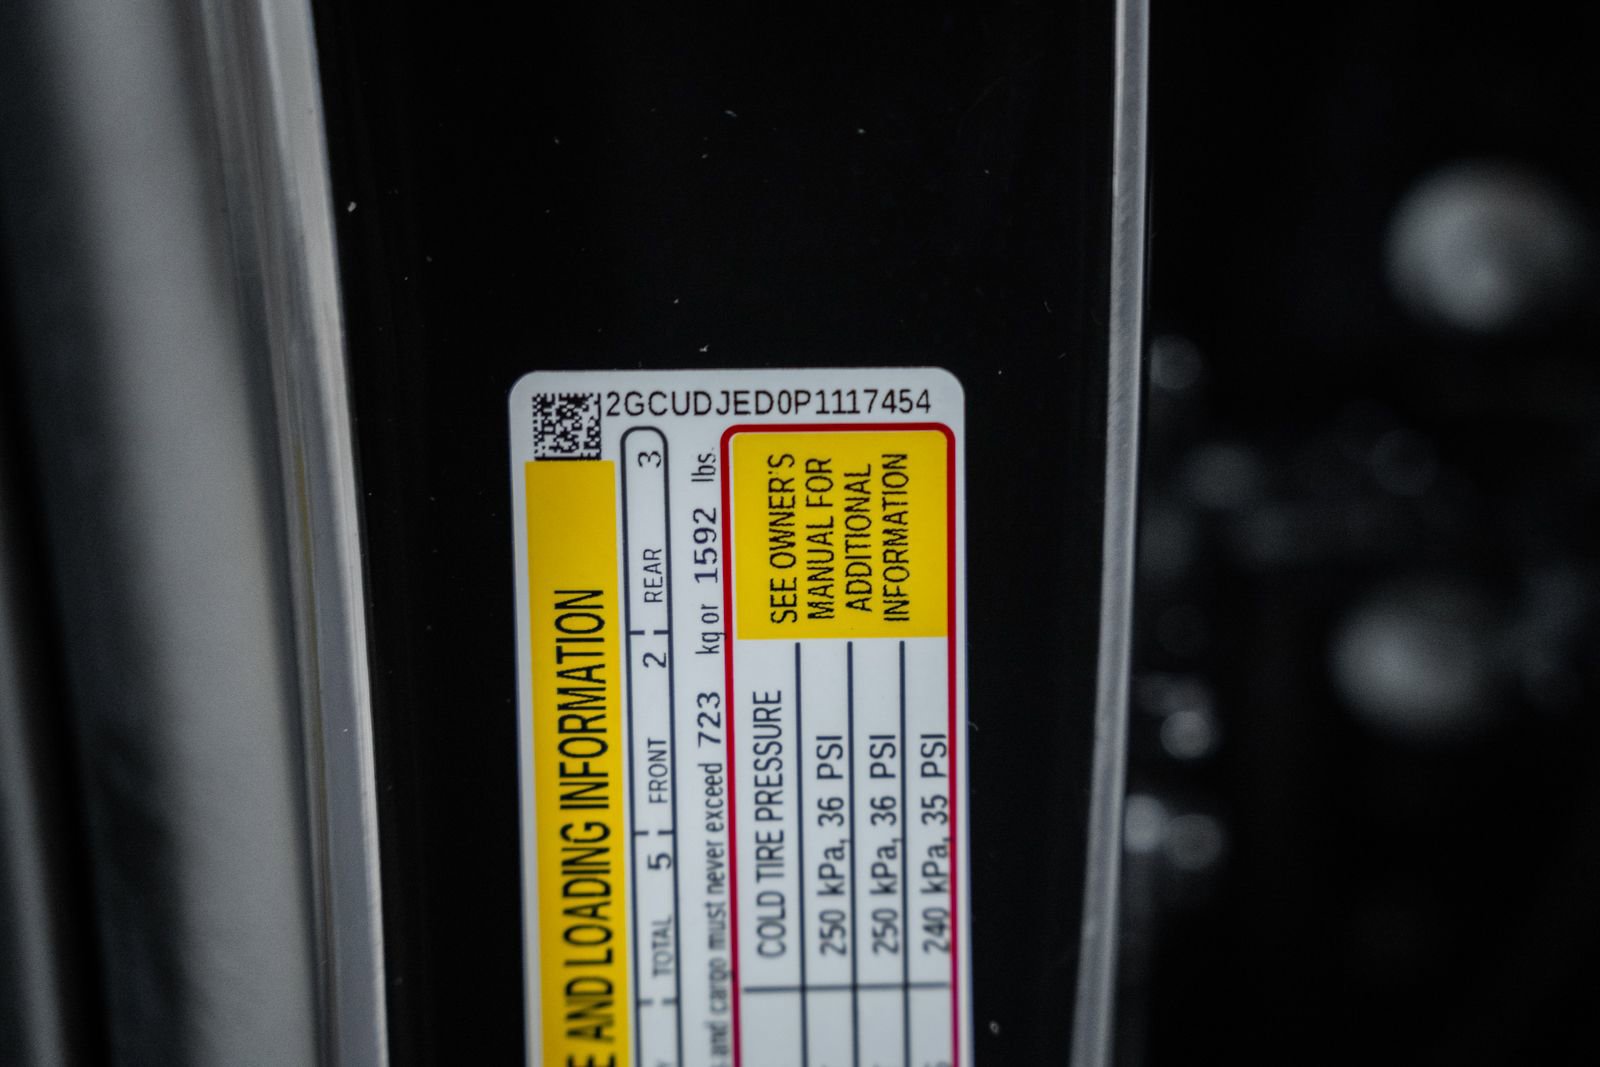 2GCUDJED0P1117454
E AND LOADING INFORMATION
TOTAL 5 FRONT 2 REAR 3
and cargo must never exceed 723 kg or 1592 lbs.
COLD TIRE PRESSURE
250 kPa, 36 PSI
250 kPa, 36 PSI
240 kPa, 35 PSI
SEE OWNER'S
MANUAL FOR
ADDITIONAL
INFORMATION